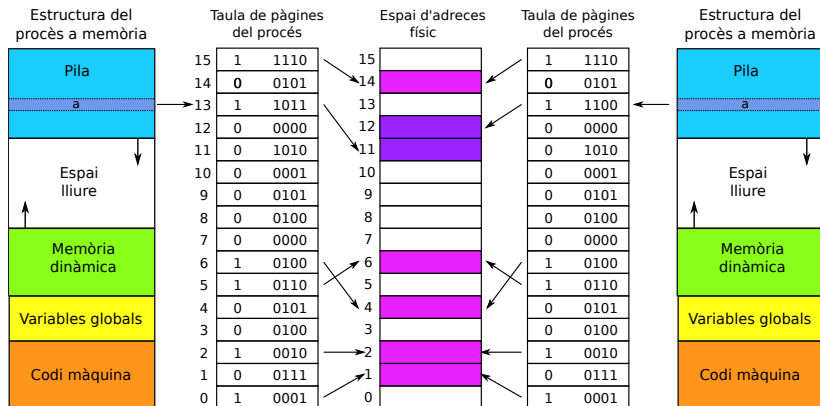 Estructura del
procès a memòria
Taula de pàgines
del procés
Espai d'adreces
físic
Taula de pàgines
del procés
Estructura del
procès a memòria
Pila
a
Espai
lliure
Memòria
dinàmica
Variables globals
Codi màquina
15 1 1110
14 0 0101
13 1 1011
12 0 0000
11 0 1010
10 0 0001
9 0 0101
8 0 0100
7 0 0000
6 1 0100
5 1 0110
4 0 0101
3 0 0100
2 1 0010
1 0 0111
0 1 0001
15
14
13
12
11
10
9
8
7
6
5
4
3
2
1
0
1 1110
0 0101
1 1100
0 0000
0 1010
0 0001
0 0101
0 0100
0 0000
1 0100
1 0110
0 0101
0 0100
1 0010
0 0111
1 0001
Pila
a
Espai
lliure
Memòria
dinàmica
Variables globals
Codi màquina